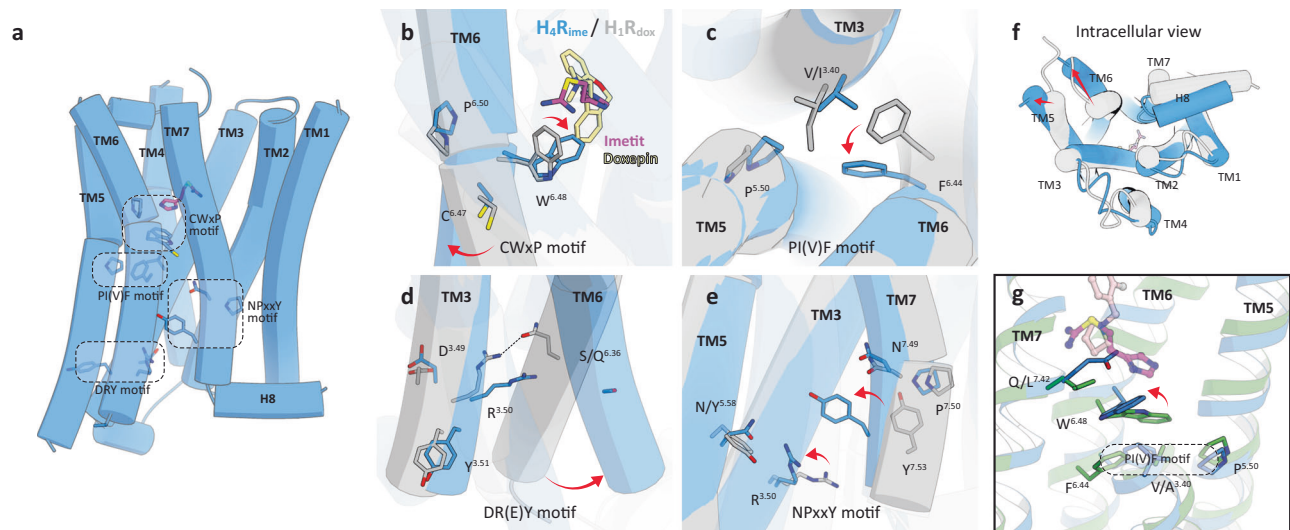 a
TM6
TM7
TM3
TM1
TM4
TM2
TM5
CWxP
motif
PI(V)F motif
NPxxY
motif
DRY motif
H8
b
TM6
H₄Rime / H₁Rdox
P6.50
Imetit
Doxepin
W6.48
C6.47
CWxP motif
c
TM3
V/I3.40
P5.50
F6.44
TM5
PI(V)F motif
TM6
d
TM3
TM6
D3.49
S/Q6.36
R3.50
Y3.51
DR(E)Y motif
e
TM7
TM3
TM5
N7.49
N/Y5.58
P7.50
Y7.53
R3.50
NPxxY motif
f
Intracellular view
TM6
TM7
H8
TM5
TM3
TM2
TM1
TM4
g
TM6
TM5
TM7
Q/L7.42
W6.48
PI(V)F motif
P5.50
F6.44
V/A3.40